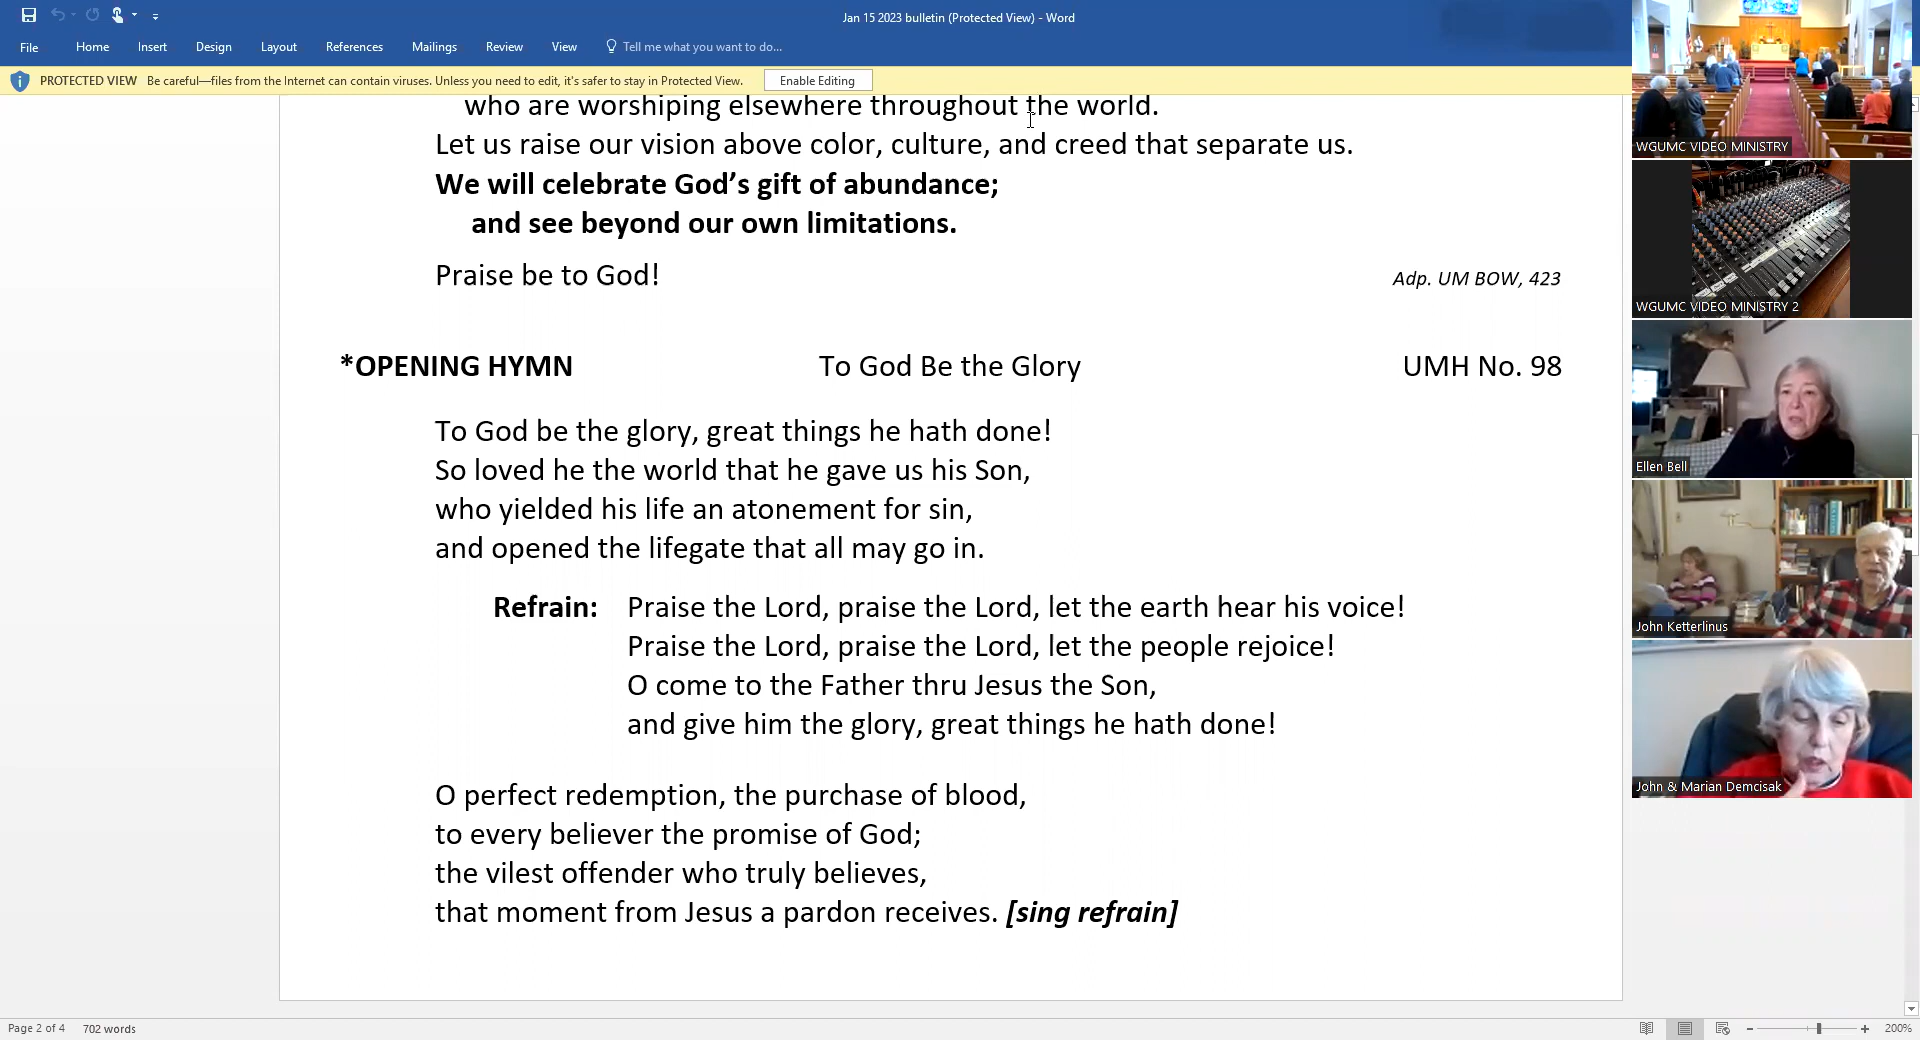 Jan 15 2023 bulletin (Protected View) - Word
File Home Insert Design Layout References Mailings Review View Tell me what you want to do...
PROTECTED VIEW Be careful—files from the Internet can contain viruses. Unless you need to edit, it's safer to stay in Protected View. Enable Editing
who are worshiping elsewhere throughout the world.
Let us raise our vision above color, culture, and creed that separate us.
We will celebrate God’s gift of abundance;
and see beyond our own limitations.
Praise be to God! Adp. UM BOW, 423
*OPENING HYMN To God Be the Glory UMH No. 98
To God be the glory, great things he hath done!
So loved he the world that he gave us his Son,
who yielded his life an atonement for sin,
and opened the lifegate that all may go in.
Refrain: Praise the Lord, praise the Lord, let the earth hear his voice!
Praise the Lord, praise the Lord, let the people rejoice!
O come to the Father thru Jesus the Son,
and give him the glory, great things he hath done!
O perfect redemption, the purchase of blood,
to every believer the promise of God;
the vilest offender who truly believes,
that moment from Jesus a pardon receives. [sing refrain]
WGUMC VIDEO MINISTRY
WGUMC VIDEO MINISTRY 2
Ellen Bell
John Ketterlinus
John & Marian Demcisak
Page 2 of 4 702 words 200%